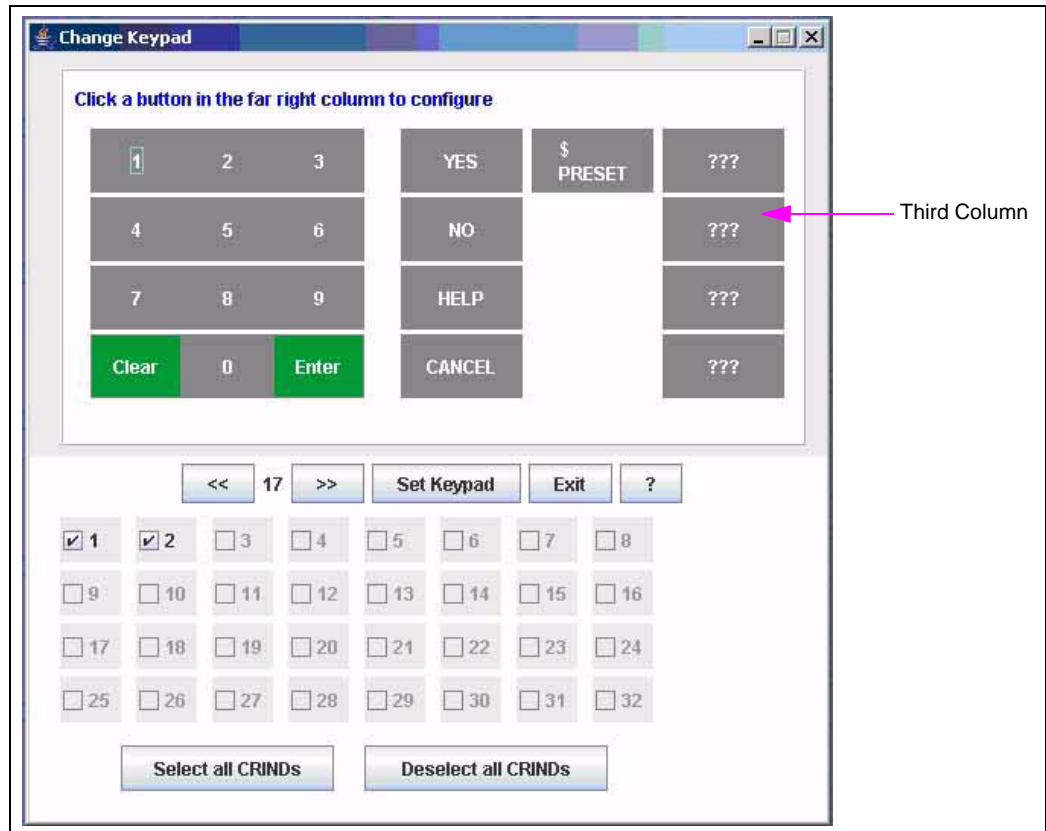 Change Keypad
Click a button in the far right column to configure
1 2 3 YES $ PRESET ???
4 5 6 NO ???
7 8 9 HELP ???
Clear 0 Enter CANCEL ???
Third Column
<< 17 >> Set Keypad Exit ?
1 2 3 4 5 6 7 8
9 10 11 12 13 14 15 16
17 18 19 20 21 22 23 24
25 26 27 28 29 30 31 32
Select all CRINDs Deselect all CRINDs